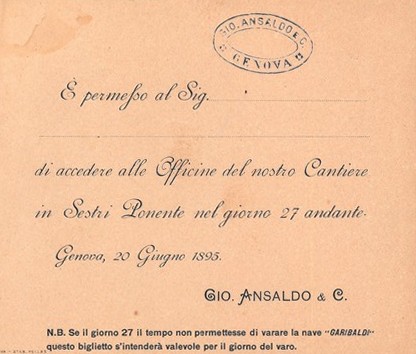 GIO. ANSALDO & C.
GENOVA
È permesso al Sig.
di accedere alle Officine del nostro Cantiere
in Sestri Ponente nel giorno 27 andante.
Genova, 20 Giugno 1895.
GIO. ANSALDO & C.
N.B. Se il giorno 27 il tempo non permettesse di varare la nave "GARIBALDI"
questo biglietto s'intenderà valevole per il giorno del varo.